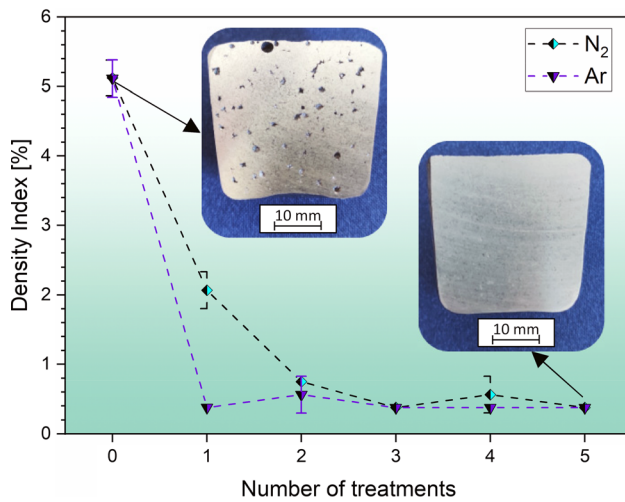 Density Index [%]
6
5
4
3
2
1
0
N₂
Ar
10 mm
10 mm
0 1 2 3 4 5
Number of treatments